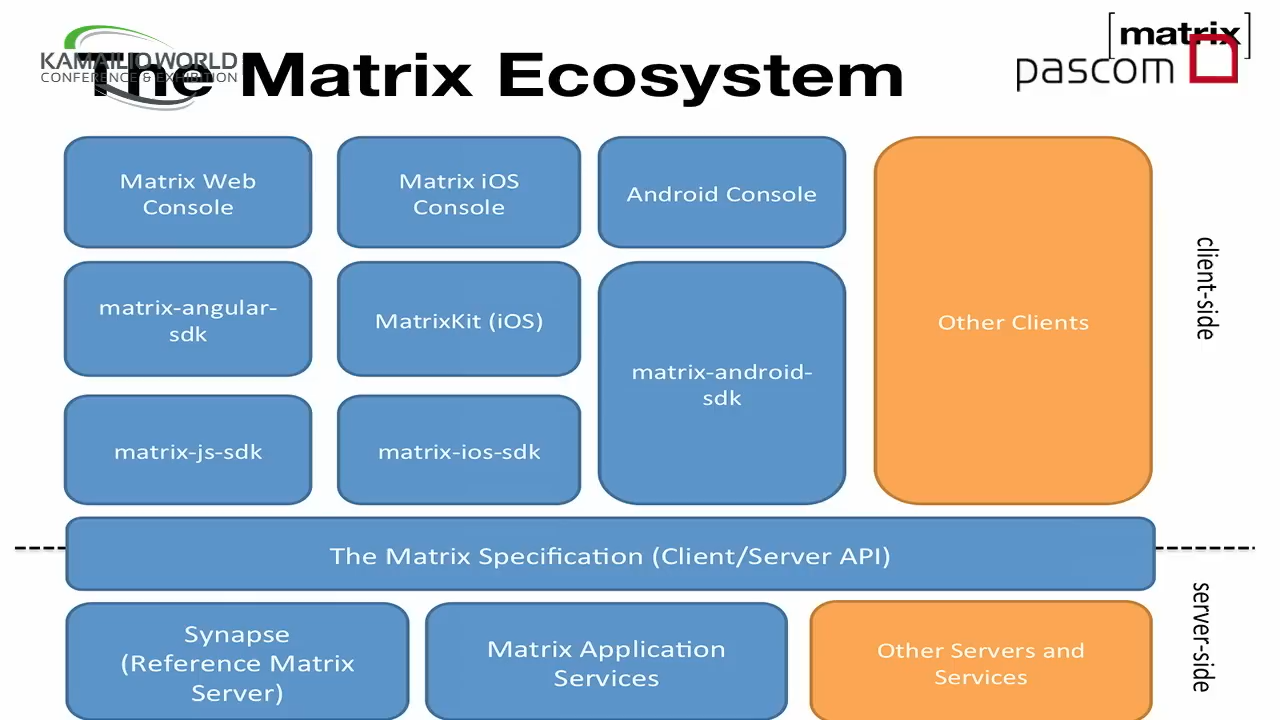 The Matrix Ecosystem
KAMAILIO WORLD
CONFERENCE & EXHIBITION
[matrix]
pascom
Matrix Web
Console
Matrix iOS
Console
Android Console
matrix-angular-
sdk
MatrixKit (iOS)
matrix-android-
sdk
Other Clients
matrix-js-sdk
matrix-ios-sdk
client-side
The Matrix Specification (Client/Server API)
Synapse
(Reference Matrix
Server)
Matrix Application
Services
Other Servers and
Services
server-side